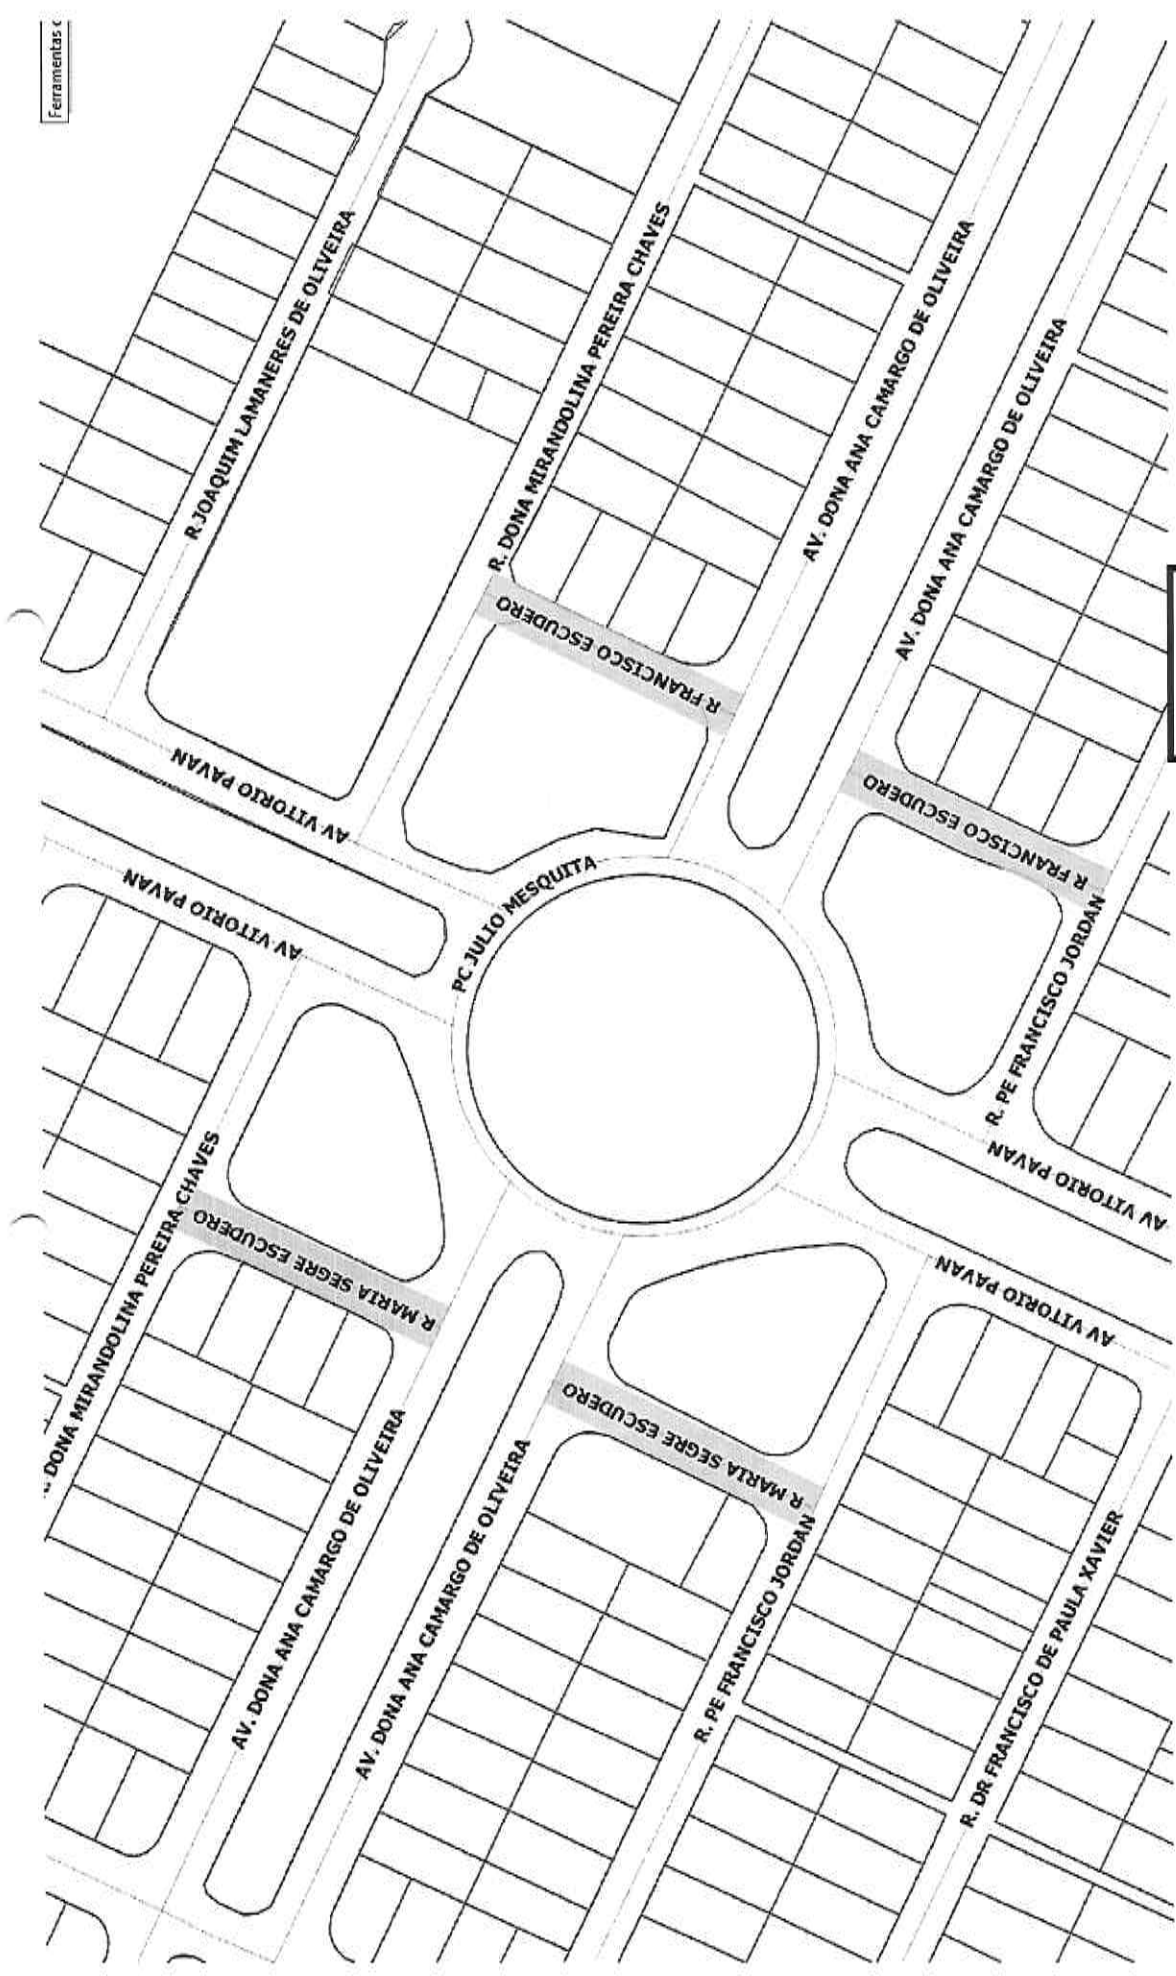 Ferramentas
R JOAQUIM LAMANERES DE OLIVEIRA
R. DONA MIRANDOLINA PEREIRA CHAVES
AV. DONA ANA CAMARGO DE OLIVEIRA
AV. DONA ANA CAMARGO DE OLIVEIRA
R FRANCISCO ESCUDERO
R FRANCISCO ESCUDERO
AV VITORIO PAVAN
AV VITORIO PAVAN
PC JULIO MESQUITA
R. PE FRANCISCO JORDAN
AV VITORIO PAVAN
AV VITORIO PAVAN
DONA MIRANDOLINA PEREIRA CHAVES
R MARIA SEGRE ESCUDERO
R MARIA SEGRE ESCUDERO
AV. DONA ANA CAMARGO DE OLIVEIRA
AV. DONA ANA CAMARGO DE OLIVEIRA
R. PE FRANCISCO JORDAN
R. DR FRANCISCO DE PAULA XAVIER